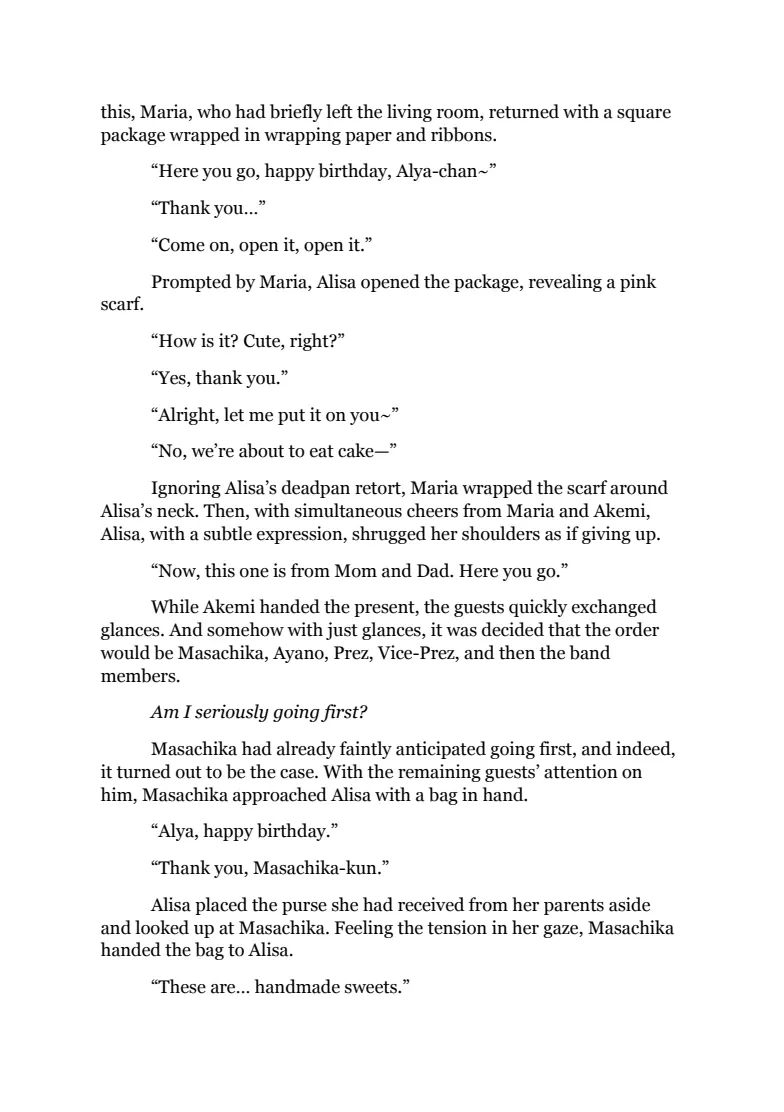 this, Maria, who had briefly left the living room, returned with a square
package wrapped in wrapping paper and ribbons.
“Here you go, happy birthday, Alya-chan~”
“Thank you…”
“Come on, open it, open it.”
Prompted by Maria, Alisa opened the package, revealing a pink
scarf.
“How is it? Cute, right?”
“Yes, thank you.”
“Alright, let me put it on you~”
“No, we’re about to eat cake—”
Ignoring Alisa’s deadpan retort, Maria wrapped the scarf around
Alisa’s neck. Then, with simultaneous cheers from Maria and Akemi,
Alisa, with a subtle expression, shrugged her shoulders as if giving up.
“Now, this one is from Mom and Dad. Here you go.”
While Akemi handed the present, the guests quickly exchanged
glances. And somehow with just glances, it was decided that the order
would be Masachika, Ayano, Prez, Vice-Prez, and then the band
members.
Am I seriously going first?
Masachika had already faintly anticipated going first, and indeed,
it turned out to be the case. With the remaining guests’ attention on
him, Masachika approached Alisa with a bag in hand.
“Alya, happy birthday.”
“Thank you, Masachika-kun.”
Alisa placed the purse she had received from her parents aside
and looked up at Masachika. Feeling the tension in her gaze, Masachika
handed the bag to Alisa.
“These are… handmade sweets.”